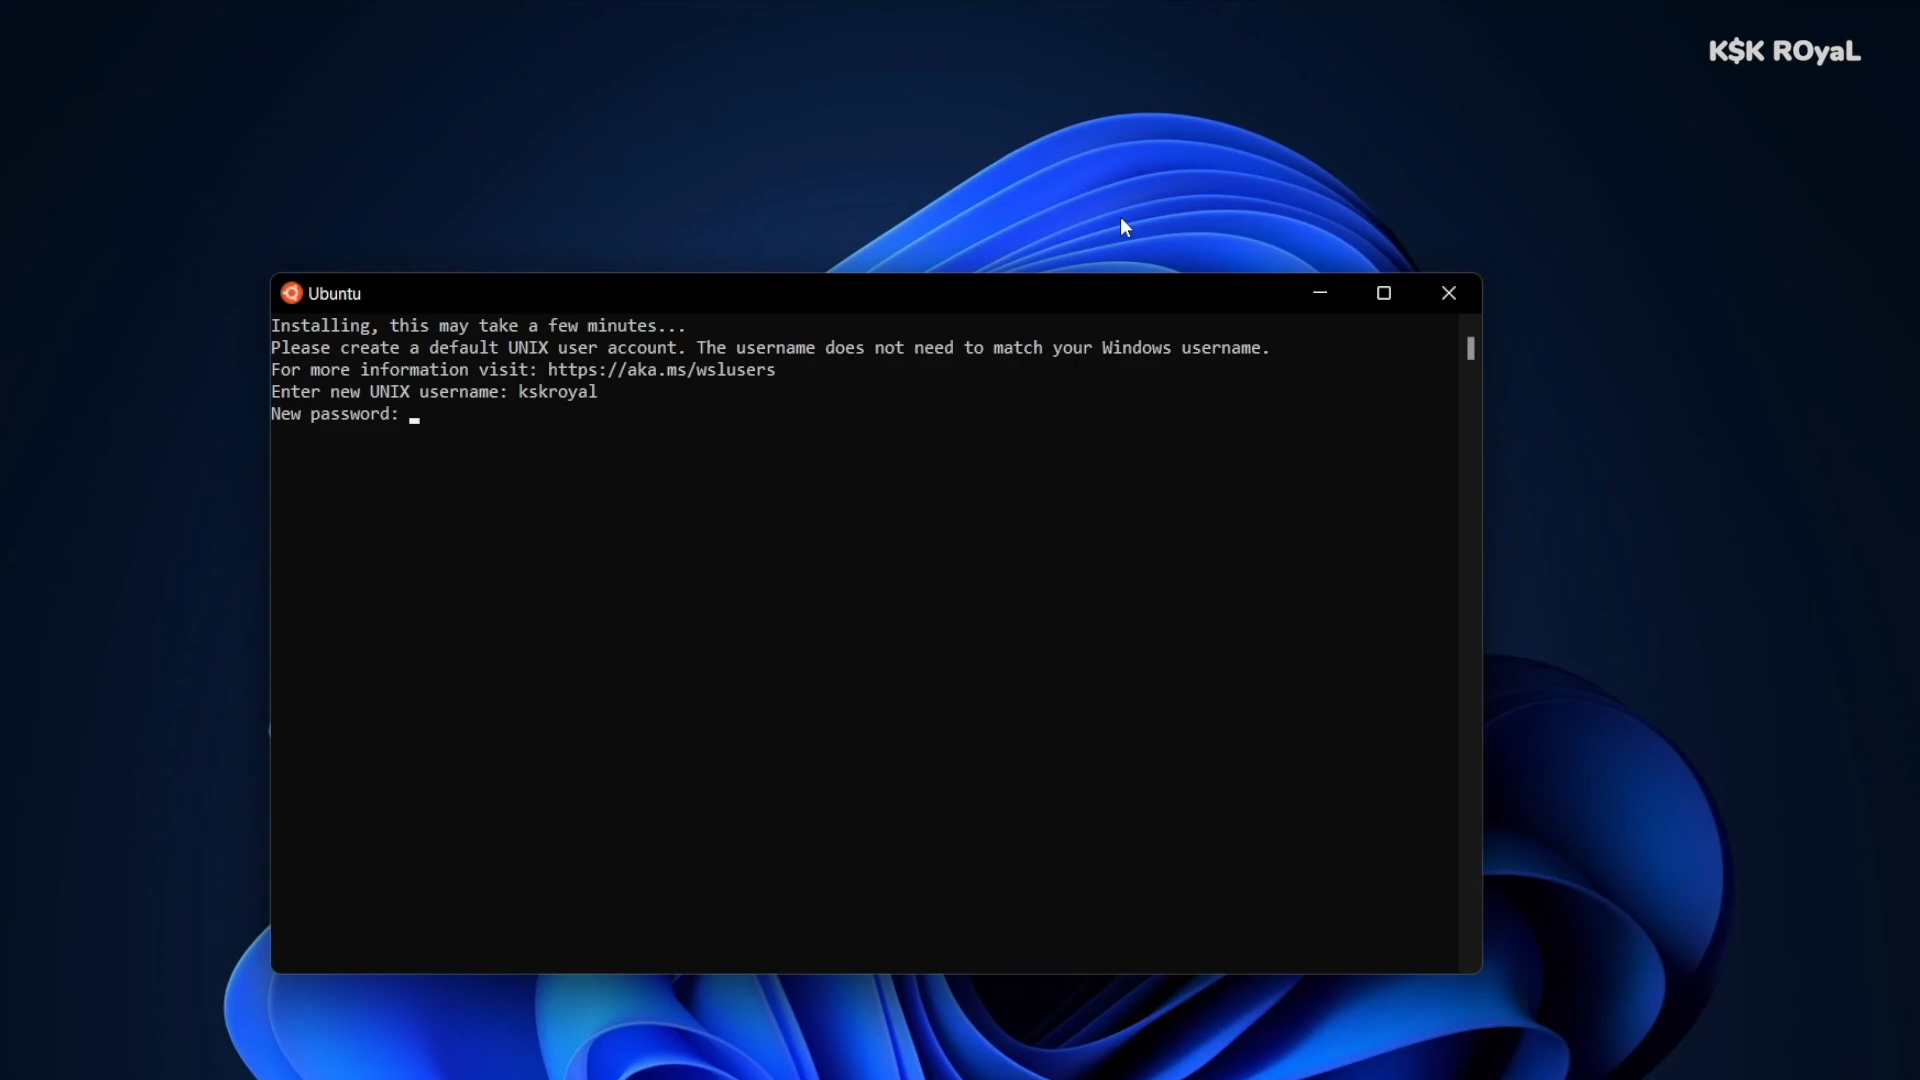 K$K ROyaL
Ubuntu
Installing, this may take a few minutes...
Please create a default UNIX user account. The username does not need to match your Windows username.
For more information visit: https://aka.ms/wslusers
Enter new UNIX username: kskroyal
New password: